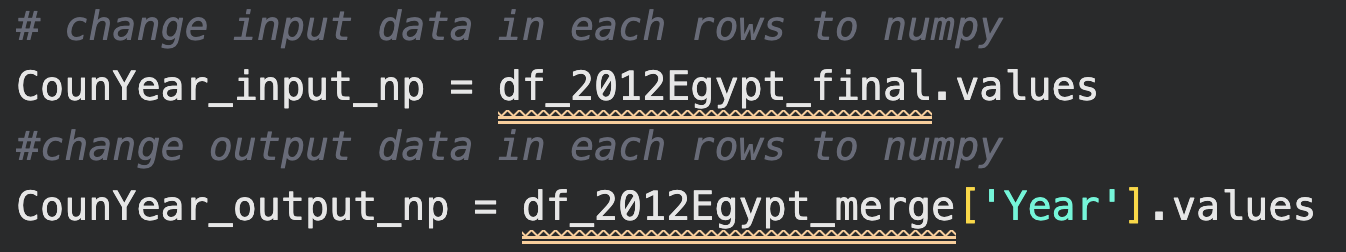 # change input data in each rows to numpy
CounYear_input_np = df_2012Egypt_final.values
#change output data in each rows to numpy
CounYear_output_np = df_2012Egypt_merge['Year'].values